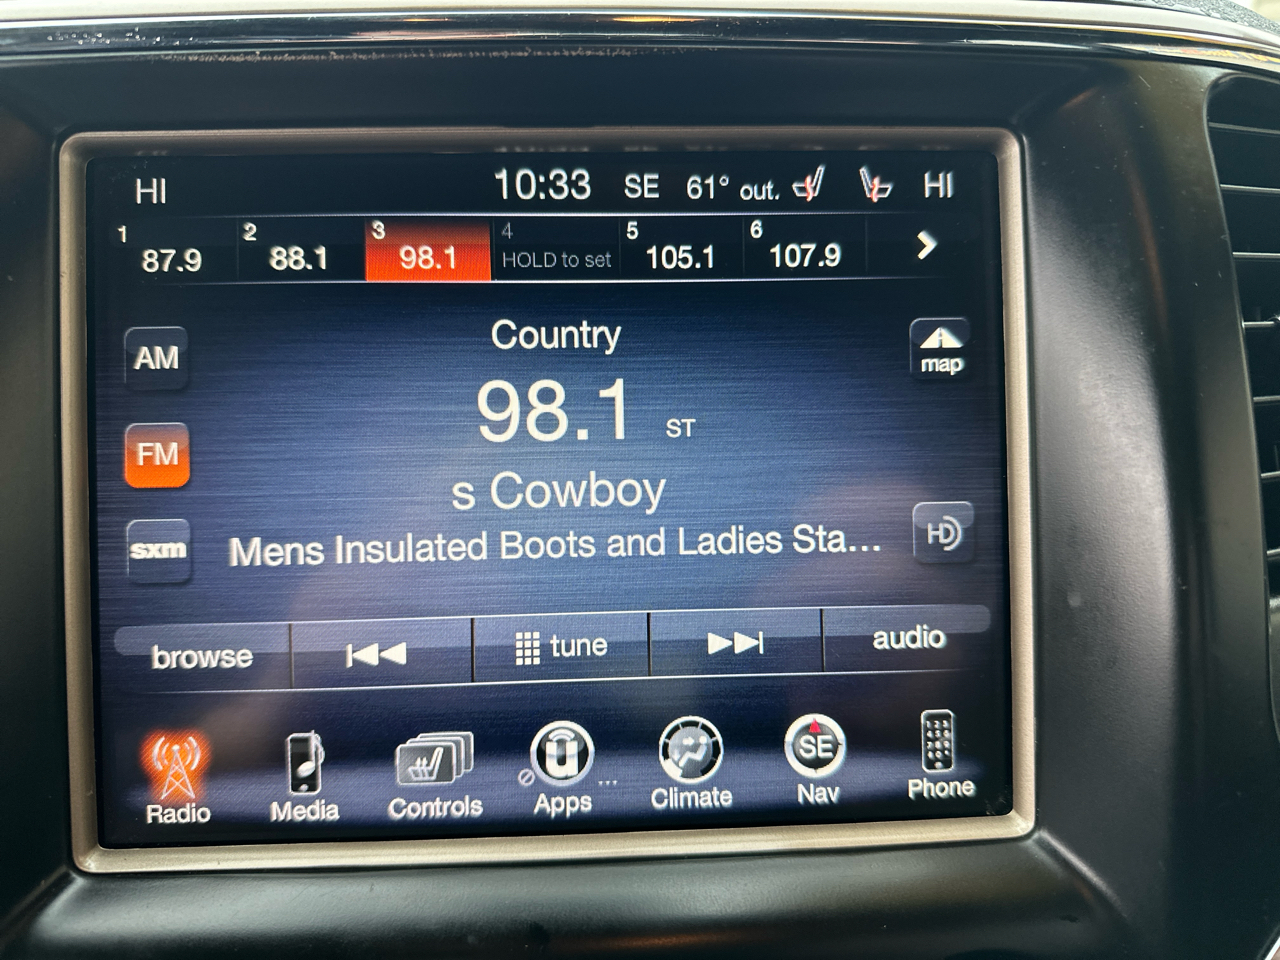 HI 10:33 SE 61° out. HI
1 87.9 2 88.1 3 98.1 4 HOLD to set 5 105.1 6 107.9
Country
AM
map
98.1 ST
FM
s Cowboy
HD
sxm
Mens Insulated Boots and Ladies Sta...
browse tune audio
SE
Radio Media Controls Apps ... Climate Nav Phone